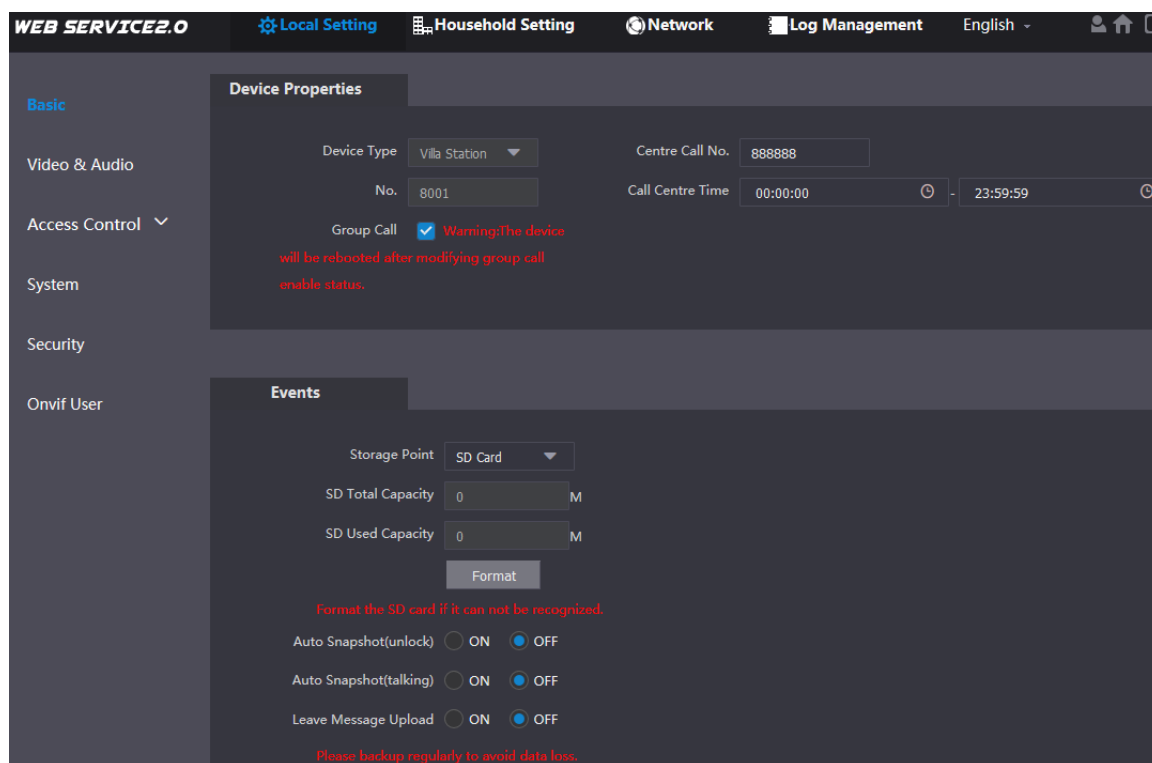 WEB SERVICE2.0 Local Setting Household Setting Network Log Management English
Basic
Video & Audio
Access Control
System
Security
Onvif User
Device Properties
Device Type Villa Station Centre Call No. 888888
No. 8001 Call Centre Time 00:00:00 - 23:59:59
Group Call Warning:The device
will be rebooted after modifying group call
enable status.
Events
Storage Point SD Card
SD Total Capacity 0 M
SD Used Capacity 0 M
Format
Format the SD card if it can not be recognized.
Auto Snapshot(unlock) ON OFF
Auto Snapshot(talking) ON OFF
Leave Message Upload ON OFF
Please backup regularly to avoid data loss.